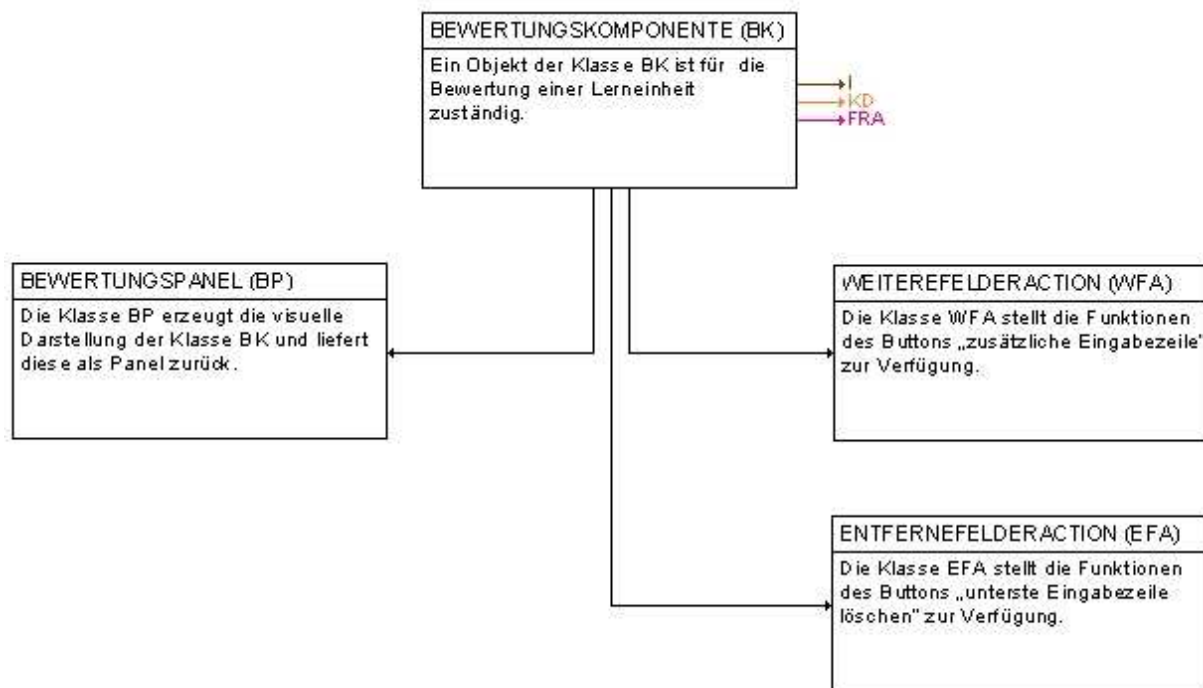 BEWERTUNGSKOMPONENTE (BK)
Ein Objekt der Klasse BK ist für die
Bewertung einer Lerneinheit
zuständig.
I
KD
FRA
BEWERTUNGSPANEL (BP)
Die Klasse BP erzeugt die visuelle
Darstellung der Klasse BK und liefert
diese als Panel zurück.
WEITEREFELDERACTION (WFA)
Die Klasse WFA stellt die Funktionen
des Buttons „zusätzliche Eingabezeile"
zur Verfügung.
ENTFERNEFELDERACTION (EFA)
Die Klasse EFA stellt die Funktionen
des Buttons „unterste Eingabezeile
löschen" zur Verfügung.